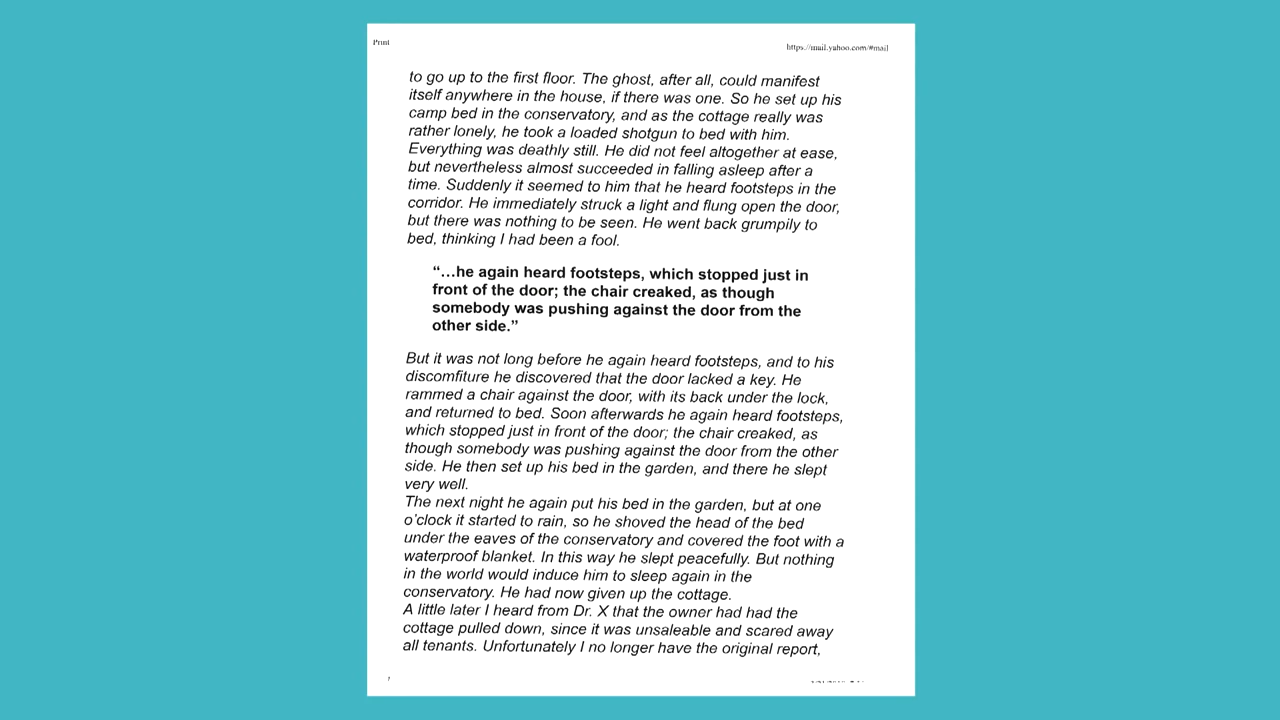 Print
https://mail.yahoo.com/#mail
to go up to the first floor. The ghost, after all, could manifest
itself anywhere in the house, if there was one. So he set up his
camp bed in the conservatory, and as the cottage really was
rather lonely, he took a loaded shotgun to bed with him.
Everything was deathly still. He did not feel altogether at ease,
but nevertheless almost succeeded in falling asleep after a
time. Suddenly it seemed to him that he heard footsteps in the
corridor. He immediately struck a light and flung open the door,
but there was nothing to be seen. He went back grumpily to
bed, thinking I had been a fool.
“…he again heard footsteps, which stopped just in
front of the door; the chair creaked, as though
somebody was pushing against the door from the
other side.”
But it was not long before he again heard footsteps, and to his
discomfiture he discovered that the door lacked a key. He
rammed a chair against the door, with its back under the lock,
and returned to bed. Soon afterwards he again heard footsteps,
which stopped just in front of the door; the chair creaked, as
though somebody was pushing against the door from the other
side. He then set up his bed in the garden, and there he slept
very well.
The next night he again put his bed in the garden, but at one
o’clock it started to rain, so he shoved the head of the bed
under the eaves of the conservatory and covered the foot with a
waterproof blanket. In this way he slept peacefully. But nothing
in the world would induce him to sleep again in the
conservatory. He had now given up the cottage.
A little later I heard from Dr. X that the owner had had the
cottage pulled down, since it was unsaleable and scared away
all tenants. Unfortunately I no longer have the original report,